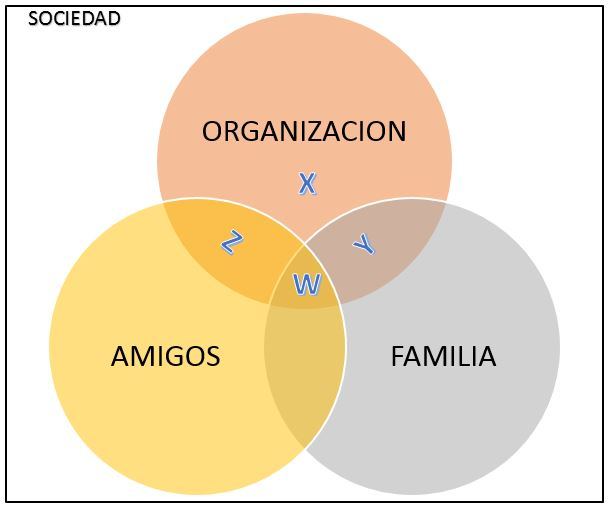 SOCIEDAD
ORGANIZACION
X
Z
Y
W
AMIGOS
FAMILIA